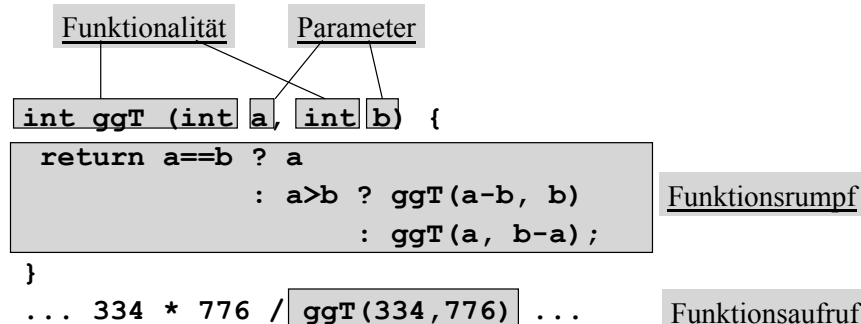 Funktionalität Parameter
int ggT (int a, int b) {
return a==b ? a
: a>b ? ggT(a-b, b) Funktionsrumpf
: ggT(a, b-a);
}
... 334 * 776 / ggT(334,776) ... Funktionsaufruf